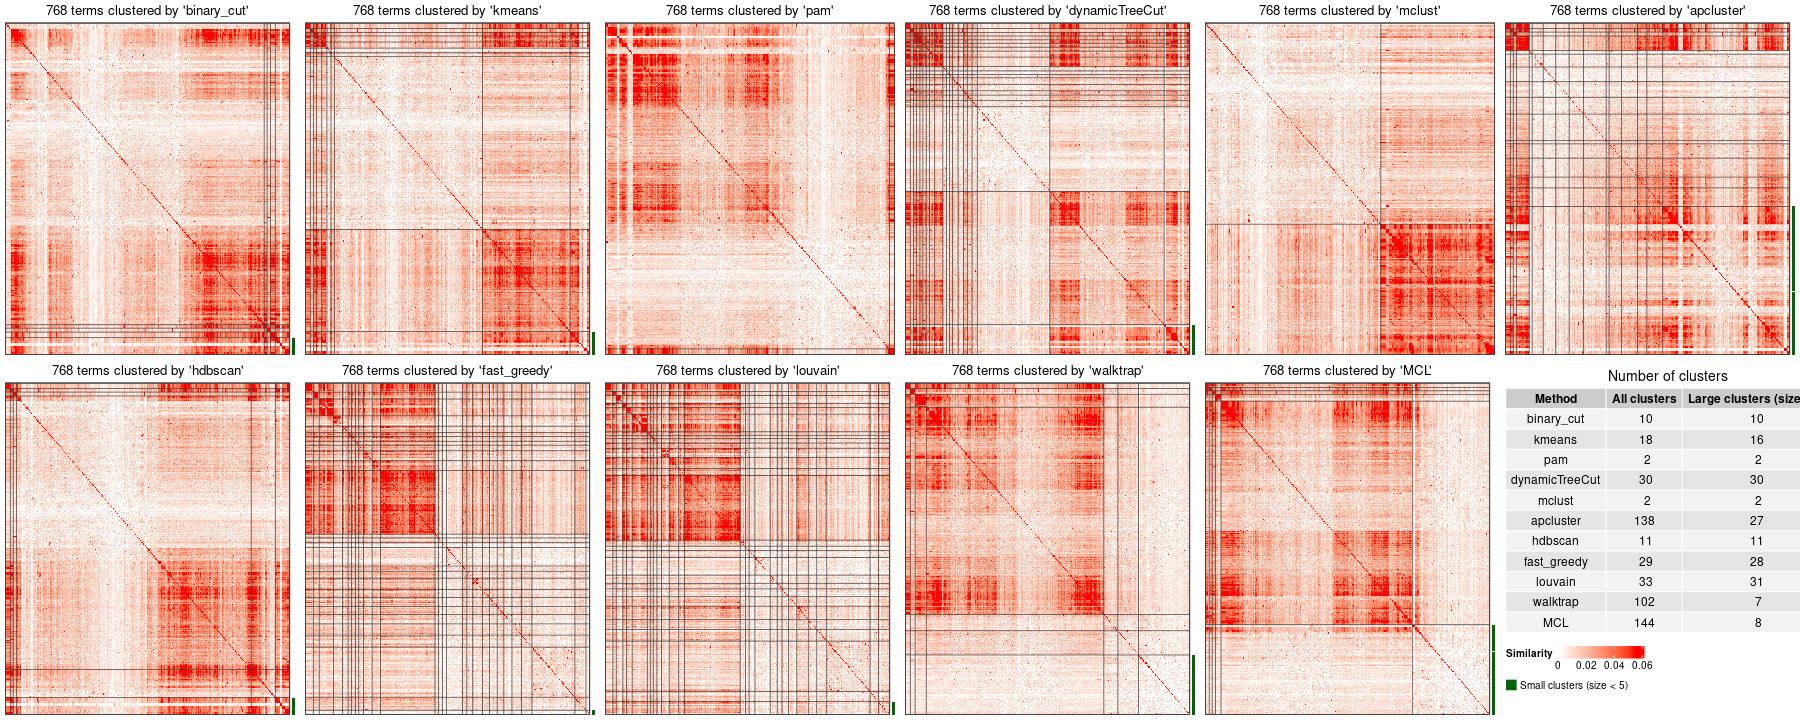 768 terms clustered by 'binary_cut'
768 terms clustered by 'kmeans'
768 terms clustered by 'pam'
768 terms clustered by 'dynamicTreeCut'
768 terms clustered by 'mclust'
768 terms clustered by 'apcluster'
768 terms clustered by 'hdbscan'
768 terms clustered by 'fast_greedy'
768 terms clustered by 'louvain'
768 terms clustered by 'walktrap'
768 terms clustered by 'MCL'
Number of clusters
Method All clusters Large clusters (size
binary_cut 10 10
kmeans 18 16
pam 2 2
dynamicTreeCut 30 30
mclust 2 2
apcluster 138 27
hdbscan 11 11
fast_greedy 29 28
louvain 33 31
walktrap 102 7
MCL 144 8
Similarity
0 0.02 0.04 0.06
Small clusters (size < 5)